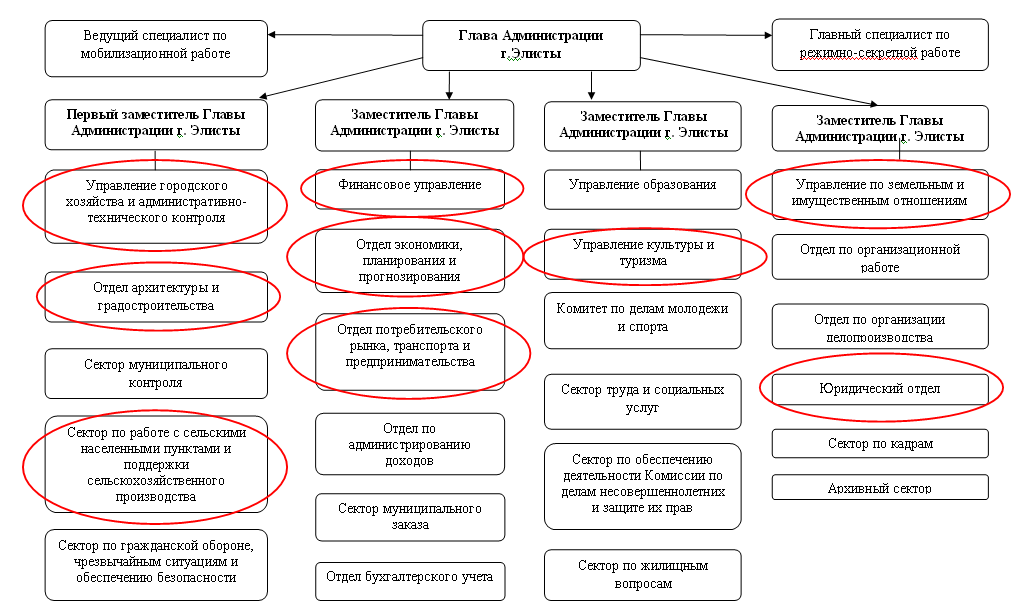 Ведущий специалист по
мобилизационной работе
Глава Администрации
г.Элисты
Главный специалист по
режимно-секретной работе
Первый заместитель Главы
Администрации г. Элисты
Заместитель Главы
Администрации г. Элисты
Заместитель Главы
Администрации г. Элисты
Заместитель Главы
Администрации г. Элисты
Управление городского
хозяйства и административно-
технического контроля
Отдел архитектуры и
градостроительства
Сектор муниципального
контроля
Сектор по работе с сельскими
населенными пунктами и
поддержки
сельскохозяйственного
производства
Сектор по гражданской обороне,
чрезвычайным ситуациям и
обеспечению безопасности
Финансовое управление
Отдел экономики,
планирования и
прогнозирования
Отдел потребительского
рынка, транспорта и
предпринимательства
Отдел по
администрированию
доходов
Сектор муниципального
заказа
Отдел бухгалтерского учета
Управление образования
Управление культуры и
туризма
Комитет по делам молодежи
и спорта
Сектор труда и социальных
услуг
Сектор по обеспечению
деятельности Комиссии по
делам несовершеннолетних
и защите их прав
Сектор по жилищным
вопросам
Управление по земельным и
имущественным отношениям
Отдел по организационной
работе
Отдел по организации
делопроизводства
Юридический отдел
Сектор по кадрам
Архивный сектор